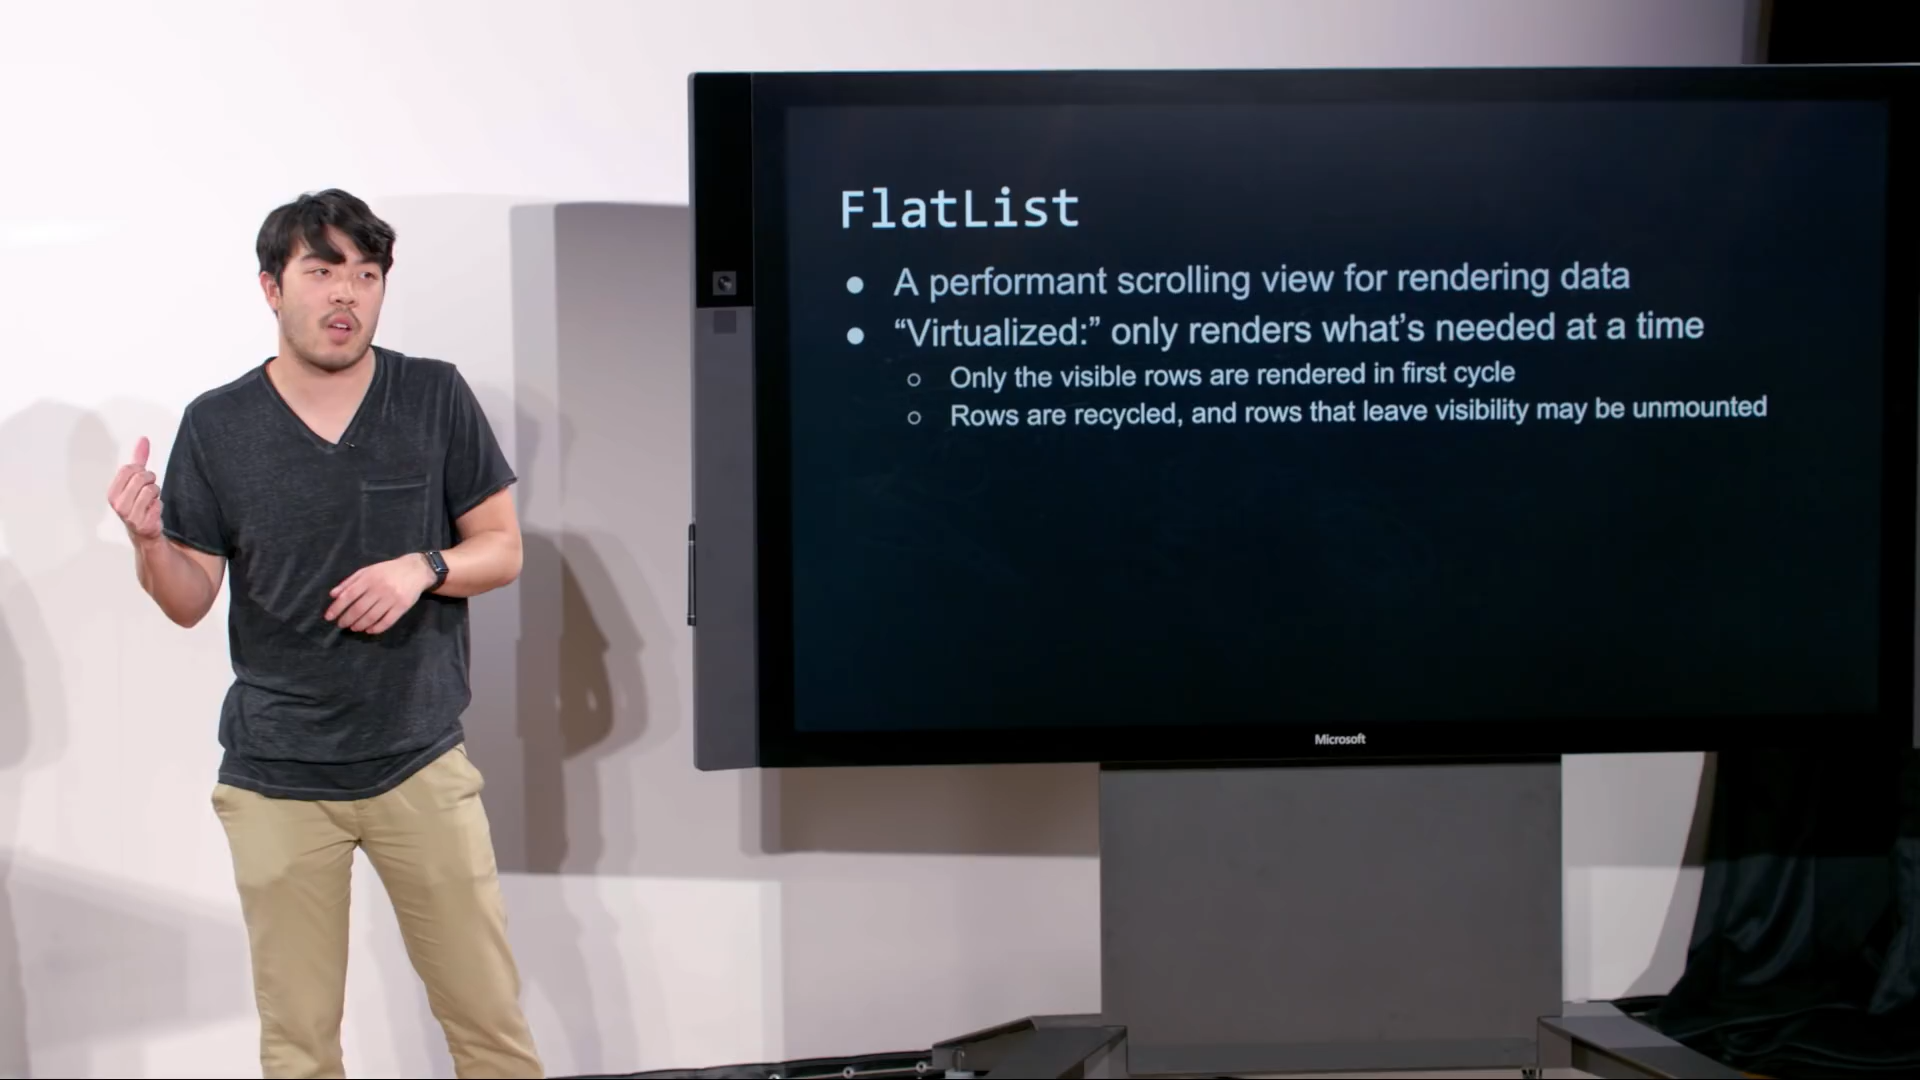 FlatList
● A performant scrolling view for rendering data
● “Virtualized:” only renders what’s needed at a time
○ Only the visible rows are rendered in first cycle
○ Rows are recycled, and rows that leave visibility may be unmounted
Microsoft